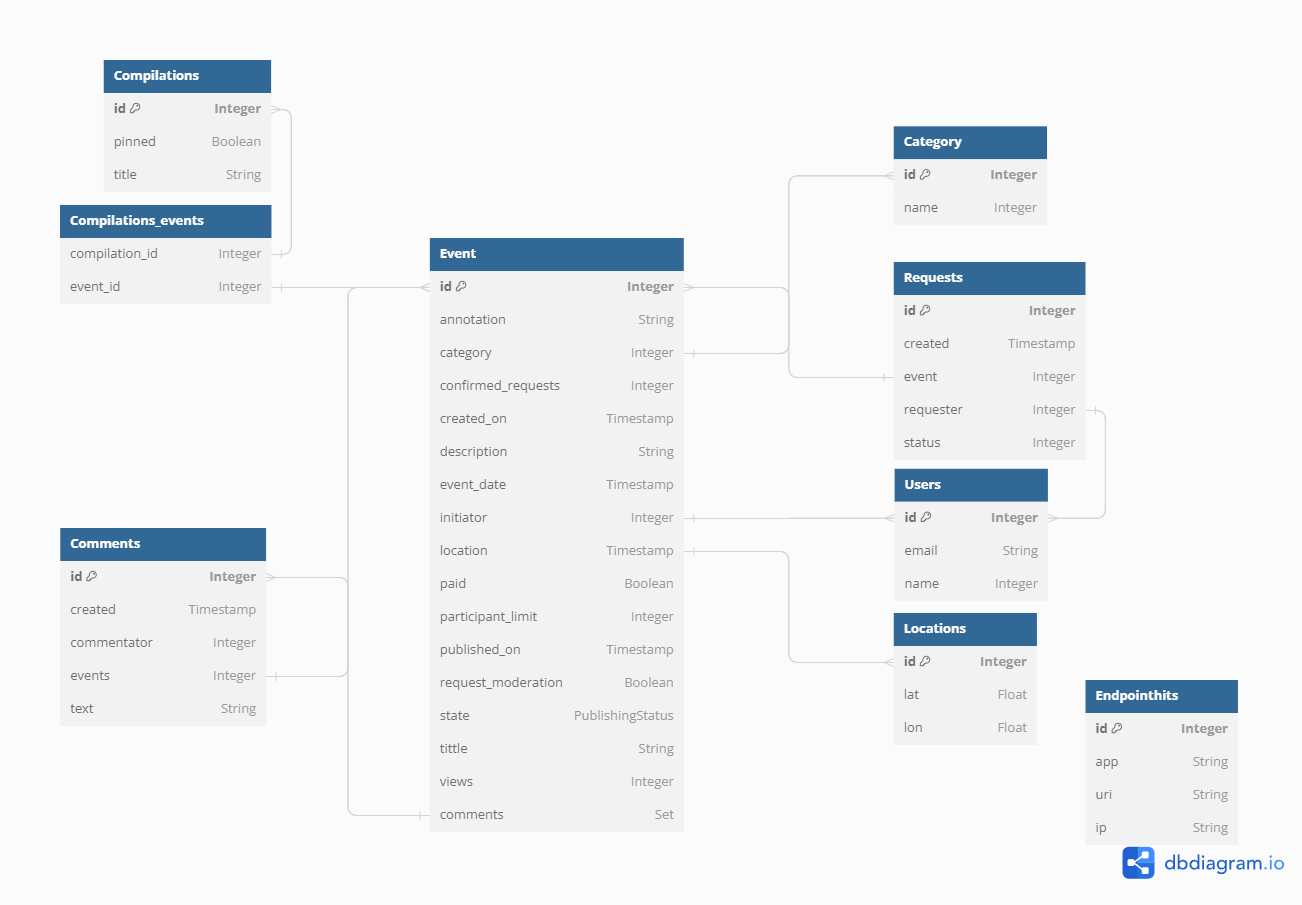 Compilations
id Integer
pinned Boolean
title String
Compilations_events
compilation_id Integer
event_id Integer
Comments
id Integer
created Timestamp
commentator Integer
events Integer
text String
Event
id Integer
annotation String
category Integer
confirmed_requests Integer
created_on Timestamp
description String
event_date Timestamp
initiator Integer
location Timestamp
paid Boolean
participant_limit Integer
published_on Timestamp
request_moderation Boolean
state PublishingStatus
tittle String
views Integer
comments Set
Category
id Integer
name Integer
Requests
id Integer
created Timestamp
event Integer
requester Integer
status Integer
Users
id Integer
email String
name Integer
Locations
id Integer
lat Float
lon Float
Endpointhits
id Integer
app String
uri String
ip String
dbdiagram.io